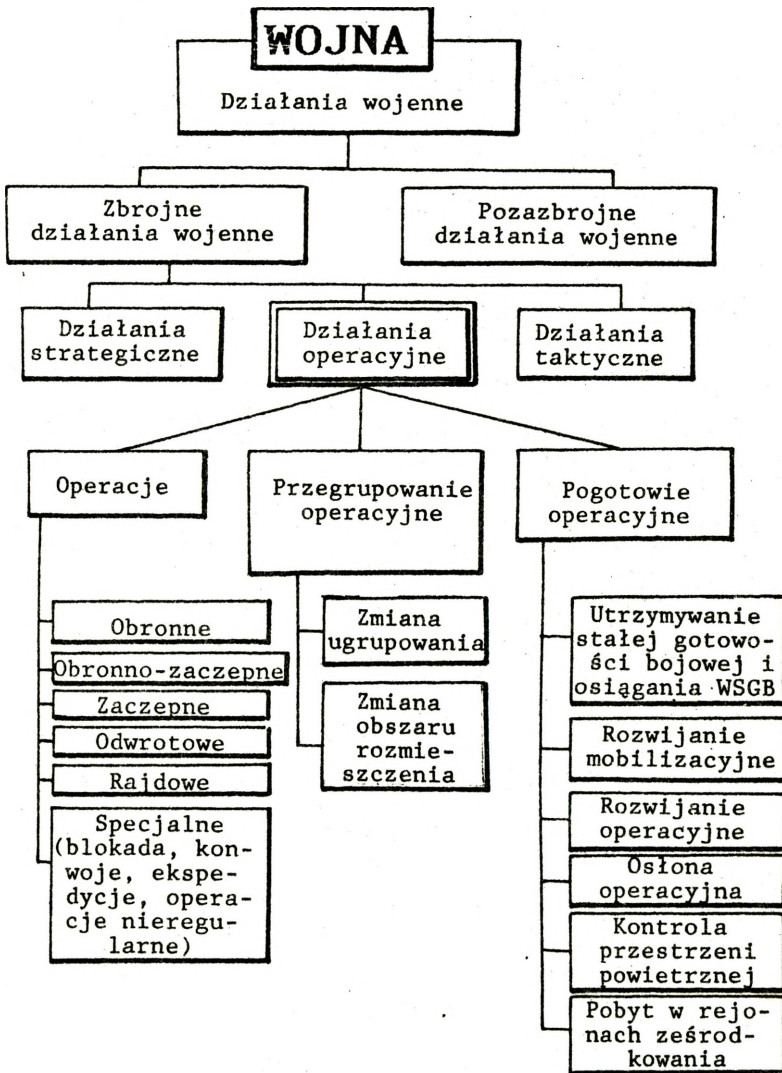 WOJNA
Działania wojenne
Zbrojne
działania wojenne
Pozazbrojne
działania wojenne
Działania
strategiczne
Działania
operacyjne
Działania
taktyczne
Operacje
Przegrupowanie
operacyjne
Pogotowie
operacyjne
Obronne
Obronno-zaczepne
Zaczepne
Odwrotowe
Rajdowe
Specjalne
(blokada, kon-
woje, ekspe-
dycje, opera-
cje nieregu-
larne)
Zmiana
ugrupowania
Zmiana
obszaru
rozmie-
szczenia
Utrzymywanie
stałej gotowo-
ści bojowej i
osiągania WSGB
Rozwijanie
mobilizacyjne
Rozwijanie
operacyjne
Osłona
operacyjna
Kontrola
przestrzeni
powietrznej
Pobyt w rejo-
nach ześrod-
kowania